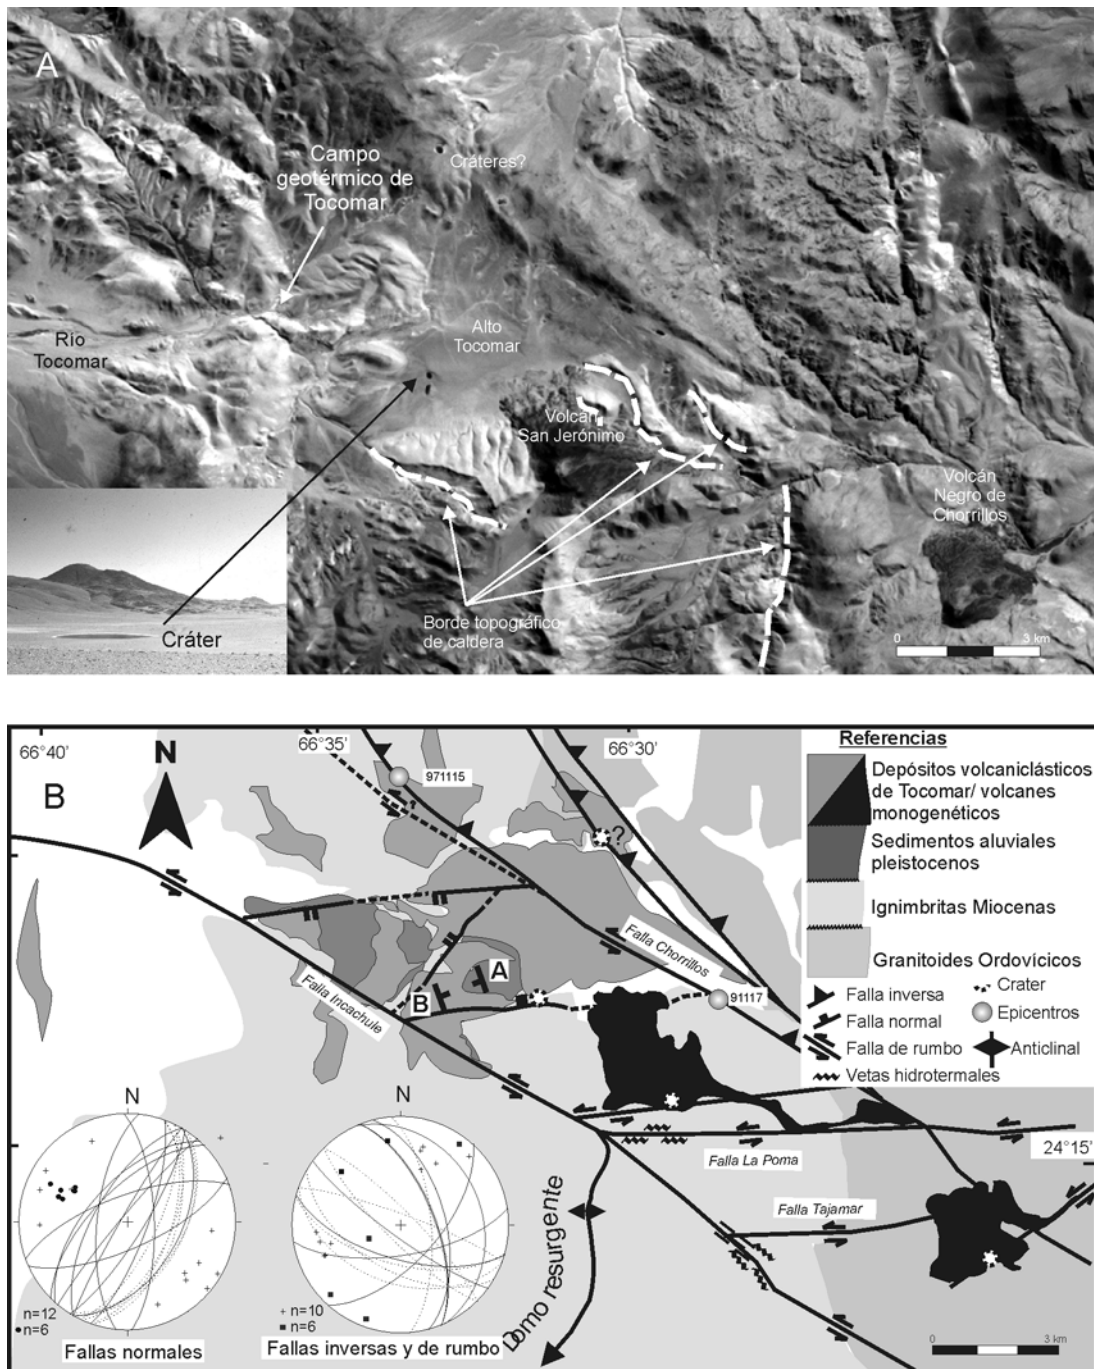 A
Campo
geotérmico de
Tocomar
Cráteres?
Río
Tocomar
Alto
Tocomar
Volcán
San Jerónimo
Volcán
Negro de
Chorrillos
Cráter
Borde topográfico
de caldera
0 3 km
66°40'
66°35'
66°30'
N
B
971115
?
?
Referencias
Depósitos volcaniclásticos
de Tocomar/ volcanes
monogenéticos
Sedimentos aluviales
pleistocenos
Ignimbritas Miocenas
Granitoides Ordovícicos
Falla inversa
Crater
Falla normal
Epicentros
Falla de rumbo
Anticlinal
Vetas hidrotermales
Falla Chorrillos
A
B
91117
Falla Incachule
24°15'
Falla La Poma
Falla Tajamar
Domo resurgente
?
N
n=12
n=6
Fallas normales
N
n=10
n=6
Fallas inversas y de rumbo
0 3 km